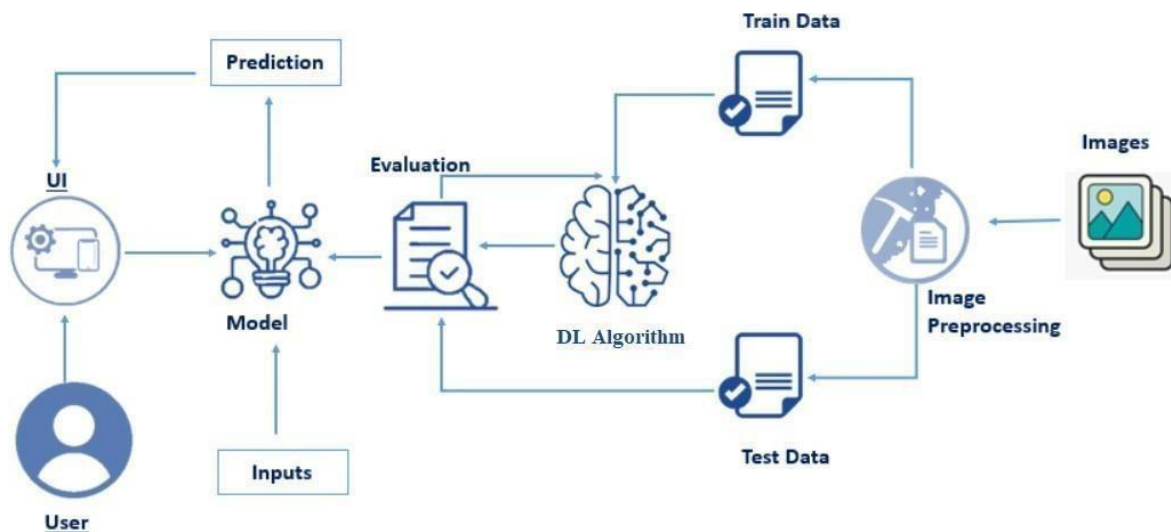 Train Data
Prediction
Images
Evaluation
UI
Image
Preprocessing
Model
DL Algorithm
Inputs
Test Data
User